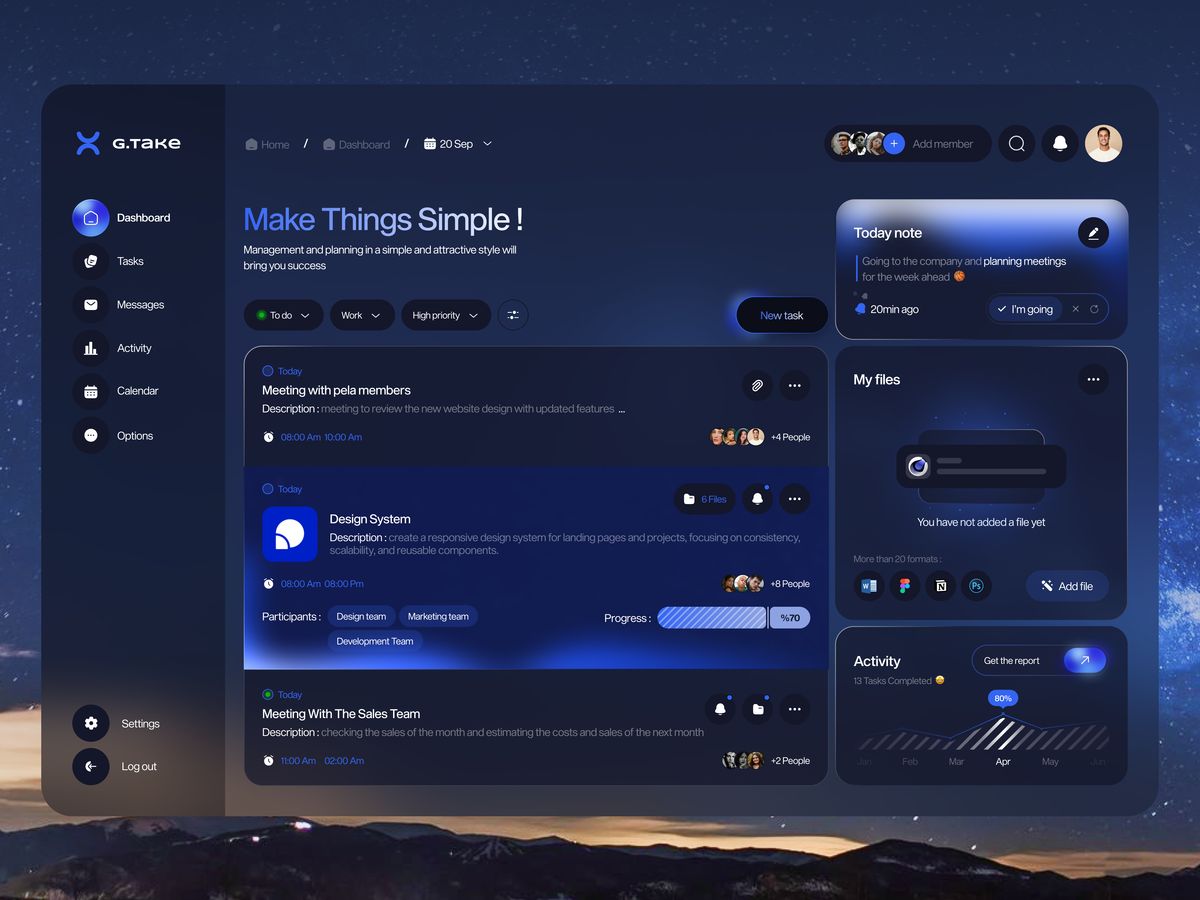 G.TAKE
Home / Dashboard / 20 Sep
Add member
Dashboard
Tasks
Messages
Activity
Calendar
Options
Settings
Log out
Make Things Simple !
Management and planning in a simple and attractive style will
bring you success
To do
Work
High priority
New task
Today
Meeting with pela members
Description : meeting to review the new website design with updated features ...
08:00 Am 10:00 Am
+4 People
Today
6 Files
Design System
Description : create a responsive design system for landing pages and projects, focusing on consistency,
scalability, and reusable components.
08:00 Am 08:00 Pm
+8 People
Participants :
Design team
Marketing team
Development Team
Progress :
%70
Today
Meeting With The Sales Team
Description : checking the sales of the month and estimating the costs and sales of the next month
11:00 Am 02:00 Am
+2 People
Today note
Going to the company and planning meetings
for the week ahead
20min ago
I'm going
My files
You have not added a file yet
More than 20 formats :
W
N
Ps
Add file
Activity
13 Tasks Completed
Get the report
80%
Jan Feb Mar Apr May Jun